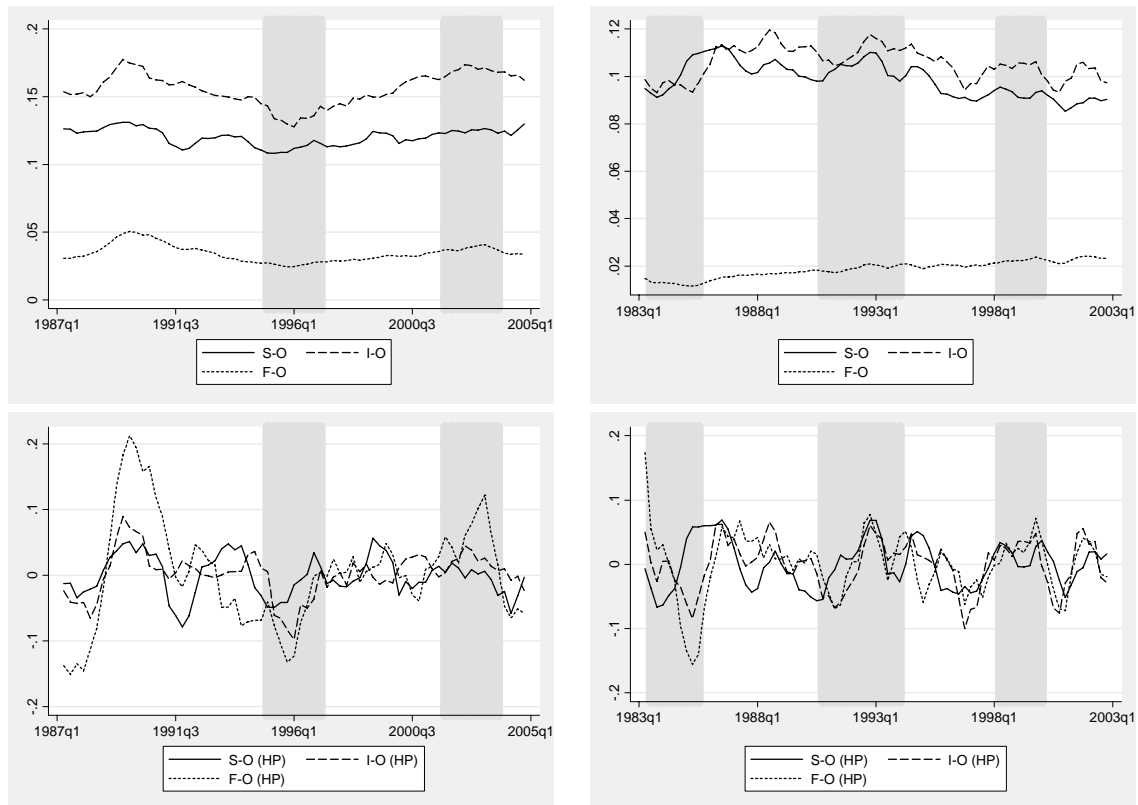 .2
.15
.1
.05
0
1987q1 1991q3 1996q1 2000q3 2005q1
S-O I-O
F-O
.12
.1
.08
.06
.04
.02
1983q1 1988q1 1993q1 1998q1 2003q1
S-O I-O
F-O
.2
.1
0
-.1
-.2
1987q1 1991q3 1996q1 2000q3 2005q1
S-O (HP) I-O (HP)
F-O (HP)
.2
.1
0
-.1
-.2
1983q1 1988q1 1993q1 1998q1 2003q1
S-O (HP) I-O (HP)
F-O (HP)